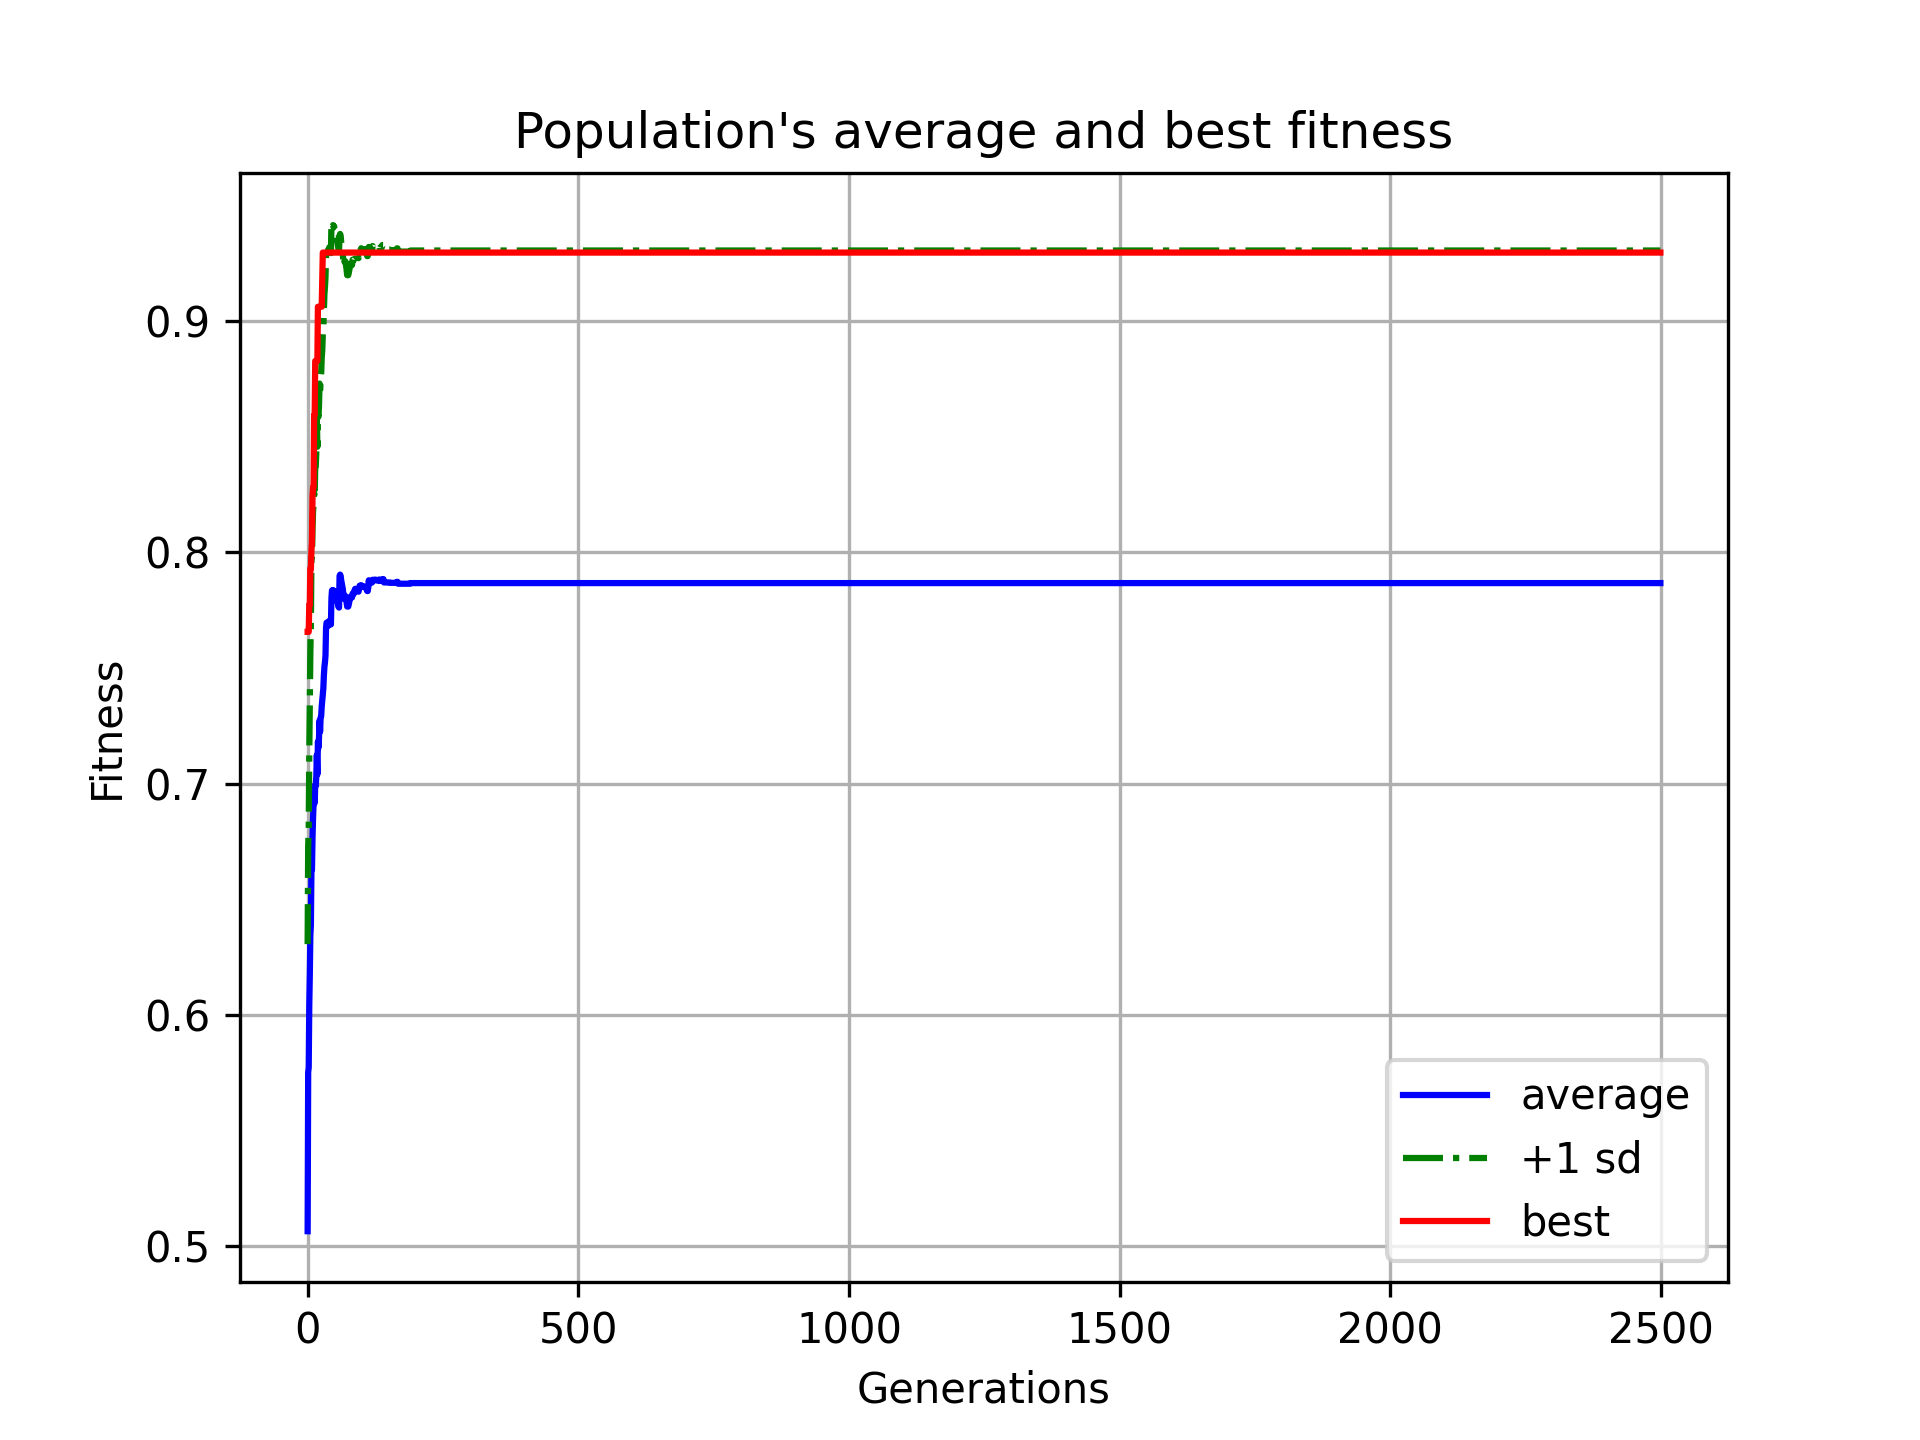 Population's average and best fitness
Fitness
0.9
0.8
0.7
0.6
0.5
0 500 1000 1500 2000 2500
Generations
average
+1 sd
best